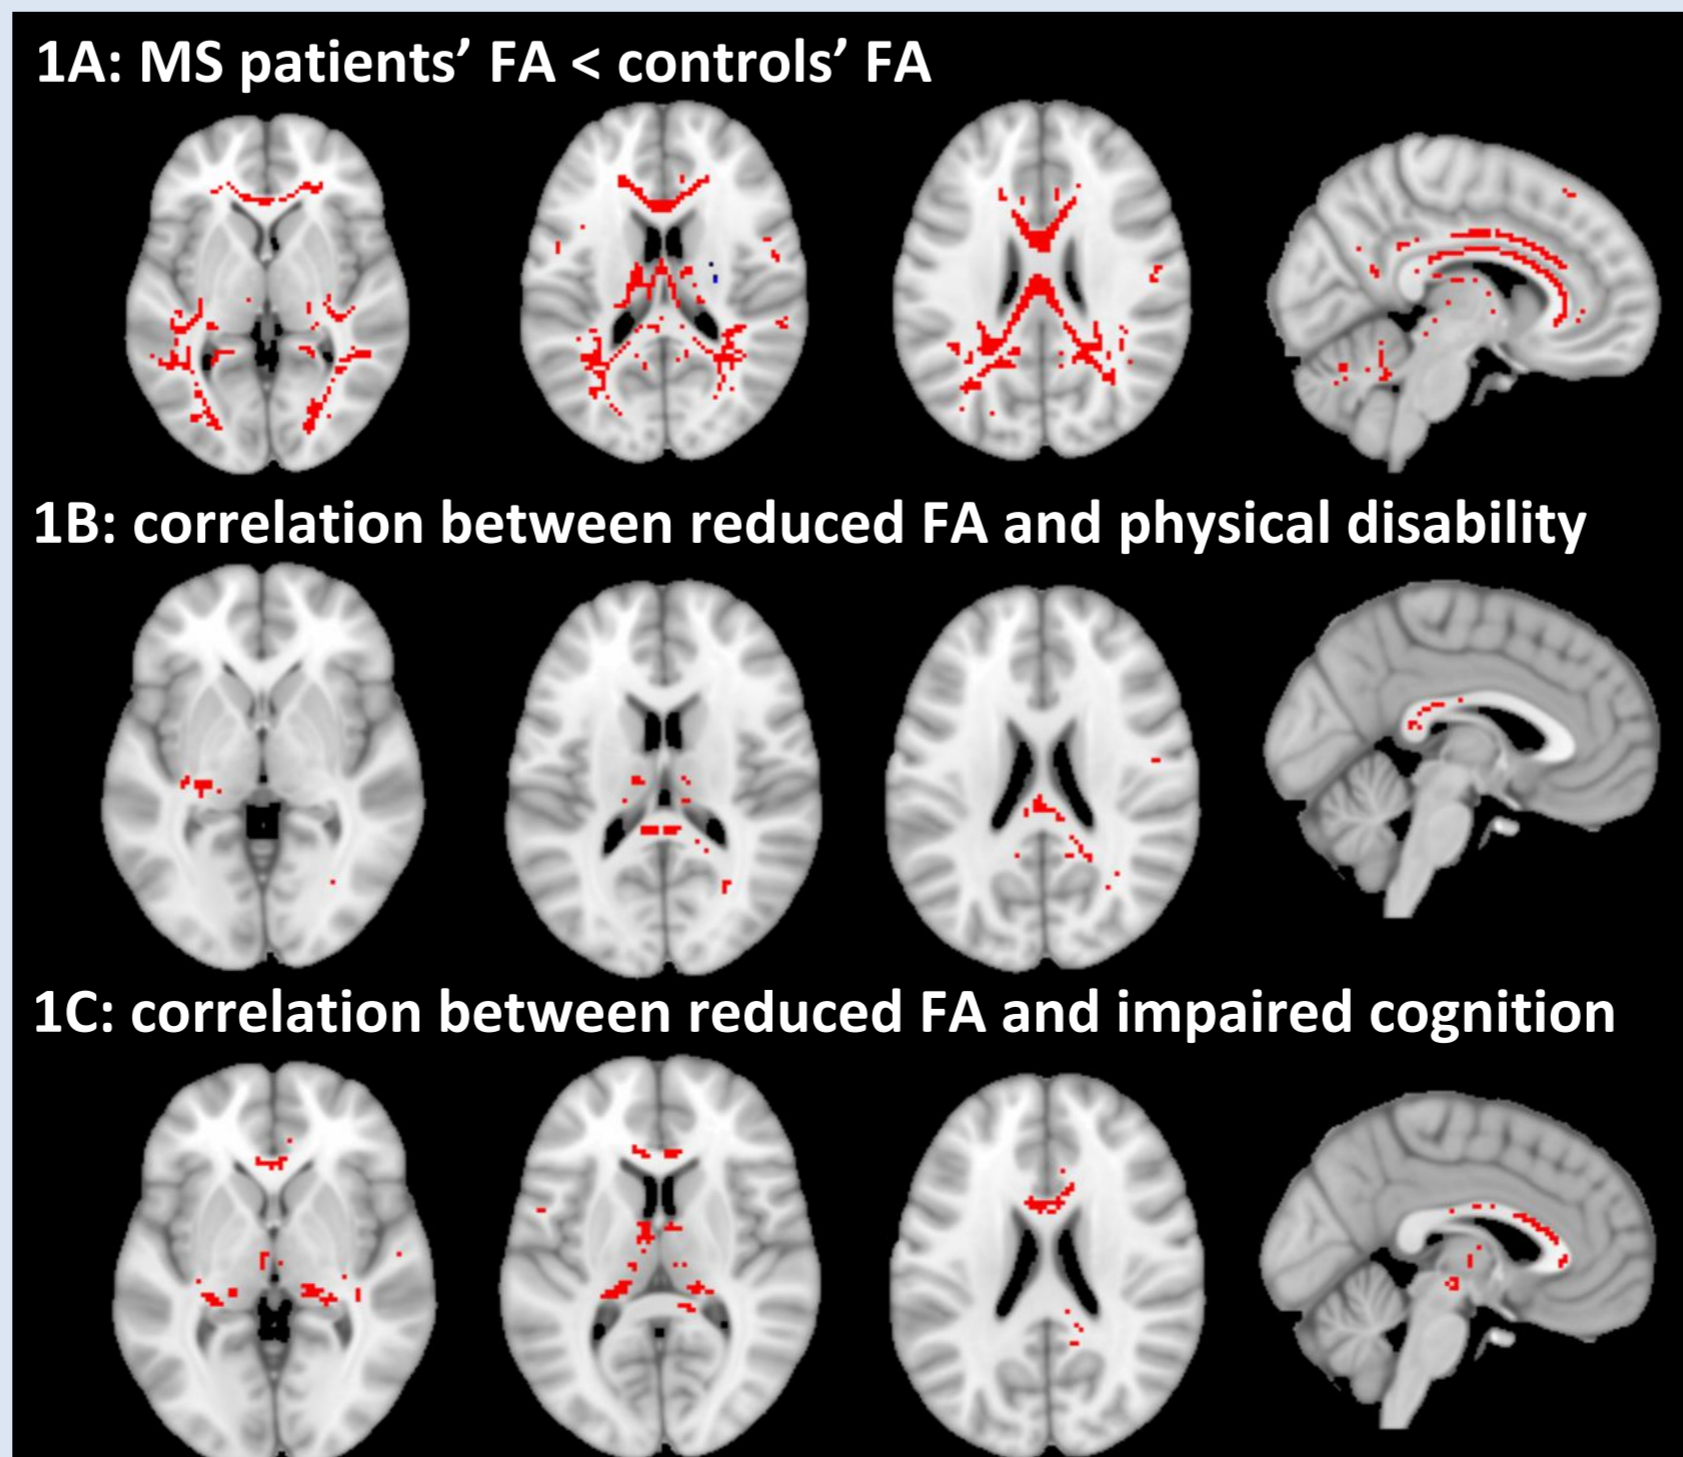 1A: MS patients’ FA < controls’ FA
1B: correlation between reduced FA and physical disability
1C: correlation between reduced FA and impaired cognition